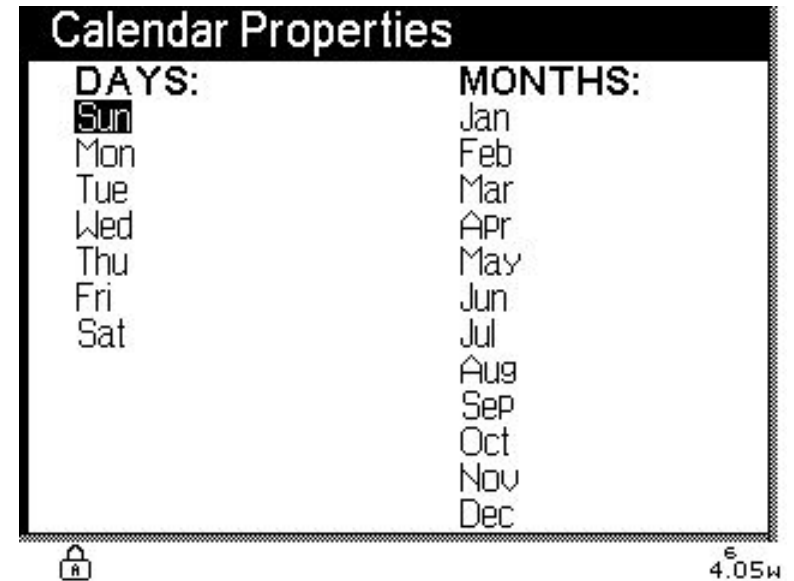 Calendar Properties
DAYS:
Sun
Mon
Tue
Wed
Thu
Fri
Sat
MONTHS:
Jan
Feb
Mar
Apr
May
Jun
Jul
Aug
Sep
Oct
Nov
Dec
A
6
4.05w